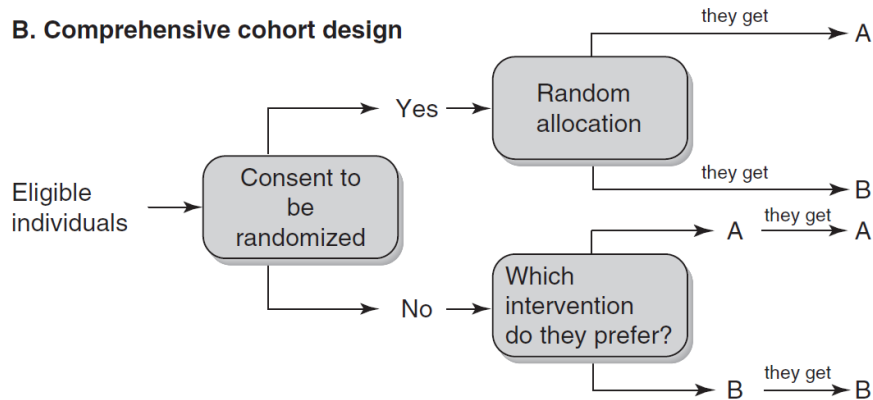 B. Comprehensive cohort design
they get
A
Yes
Random
allocation
they get
B
Eligible
individuals
Consent to
be
randomized
A
they get
A
No
Which
intervention
do they prefer?
B
they get
B